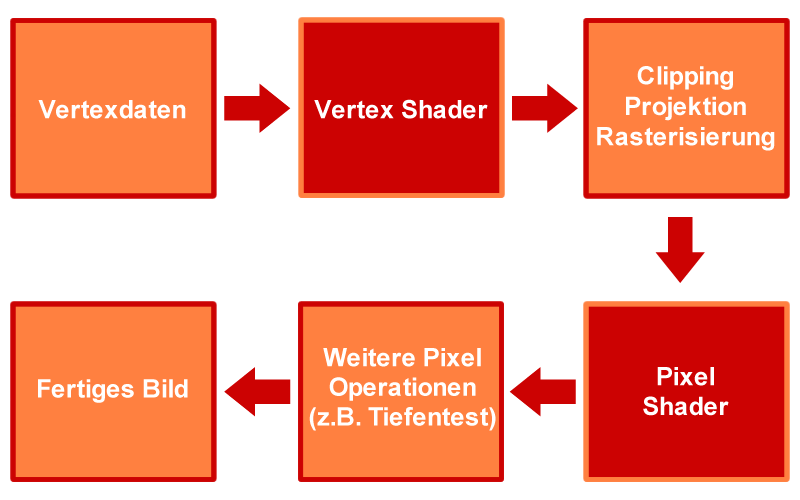 Vertexdaten
Vertex Shader
Clipping
Projektion
Rasterisierung
Pixel
Shader
Weitere Pixel
Operationen
(z.B. Tiefentest)
Fertiges Bild